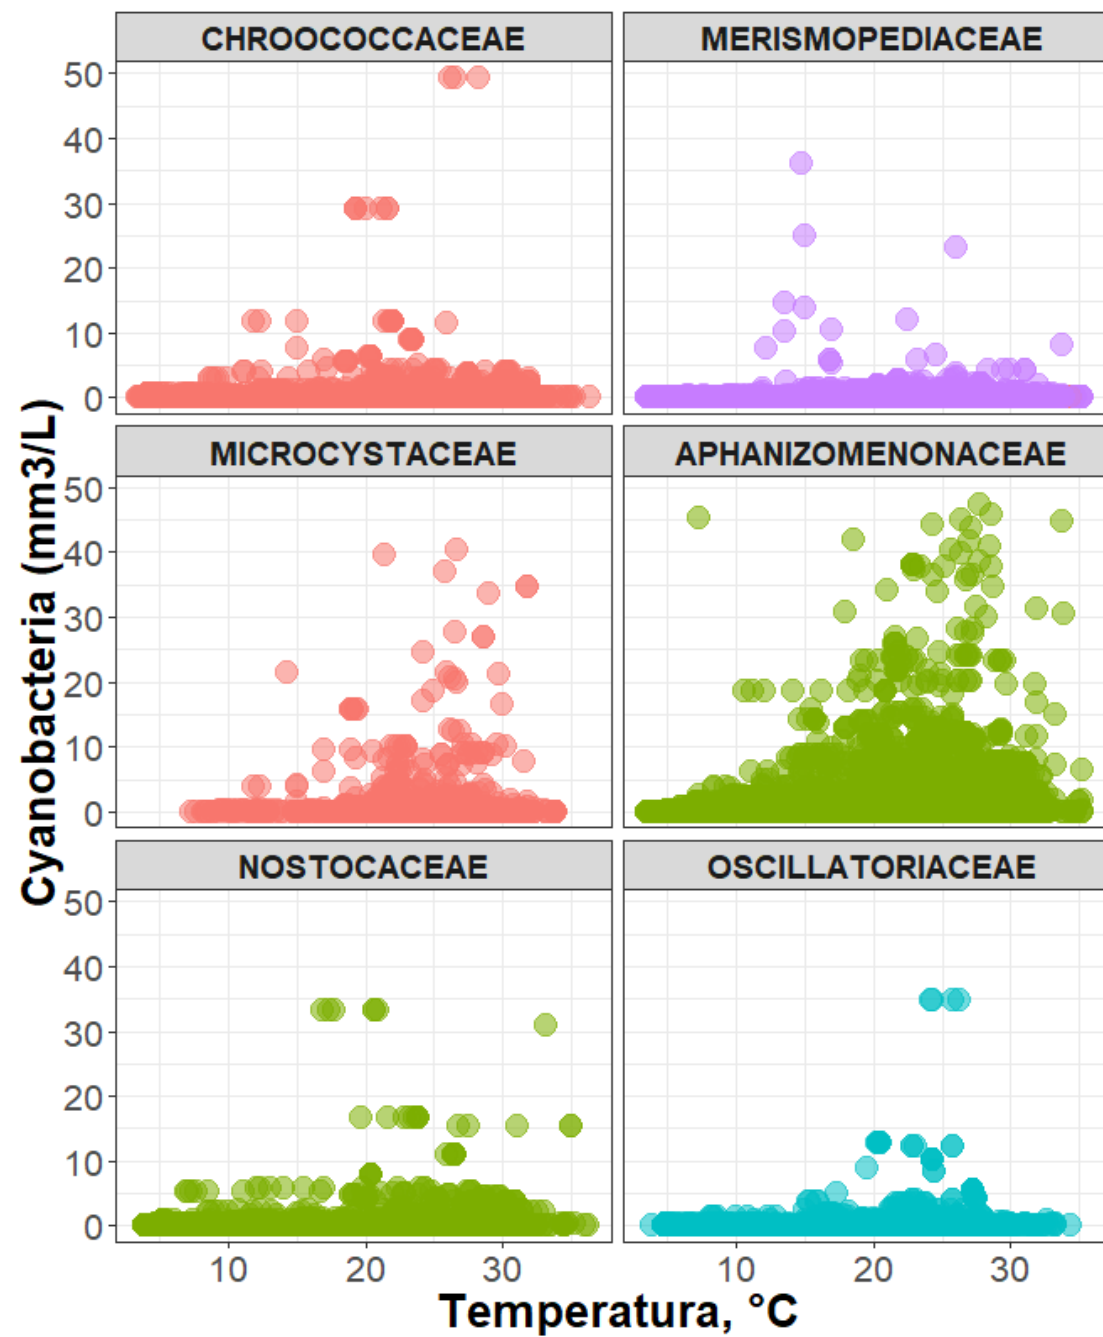 CHROOCOCCACEAE
MERISMOPEDIACEAE
50
40
30
20
10
0
MICROCYSTACEAE
APHANIZOMENONACEAE
50
40
30
20
10
0
NOSTOCACEAE
OSCILLATORIACEAE
50
40
30
20
10
0
10 20 30
10 20 30
Cyanobacteria (mm3/L)
Temperatura, °C